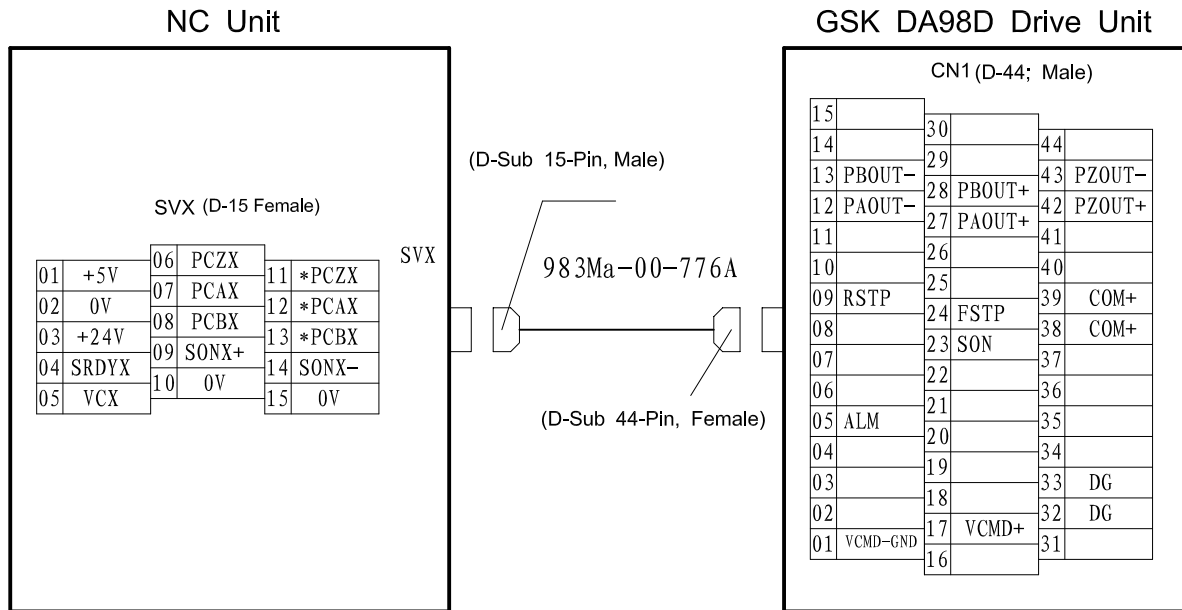 NC Unit
GSK DA98D Drive Unit
SVX (D-15 Female)
01 +5V
02 0V
03 +24V
04 SRDYX
05 VCX
06 PCZX
07 PCAX
08 PCBX
09 SONX+
10 0V
11 *PCZX
12 *PCAX
13 *PCBX
14 SONX-
15 0V
SVX
(D-Sub 15-Pin, Male)
983Ma-00-776A
(D-Sub 44-Pin, Female)
CN1 (D-44; Male)
15
14
13 PBOUT-
12 PAOUT-
11
10
09 RSTP
08
07
06
05 ALM
04
03
02
01 VCMD-GND
30
29
28 PBOUT+
27 PAOUT+
26
25
24 FSTP
23 SON
22
21
20
19
18
17 VCMD+
16
44
43 PZOUT-
42 PZOUT+
41
40
39 COM+
38 COM+
37
36
35
34
33 DG
32 DG
31